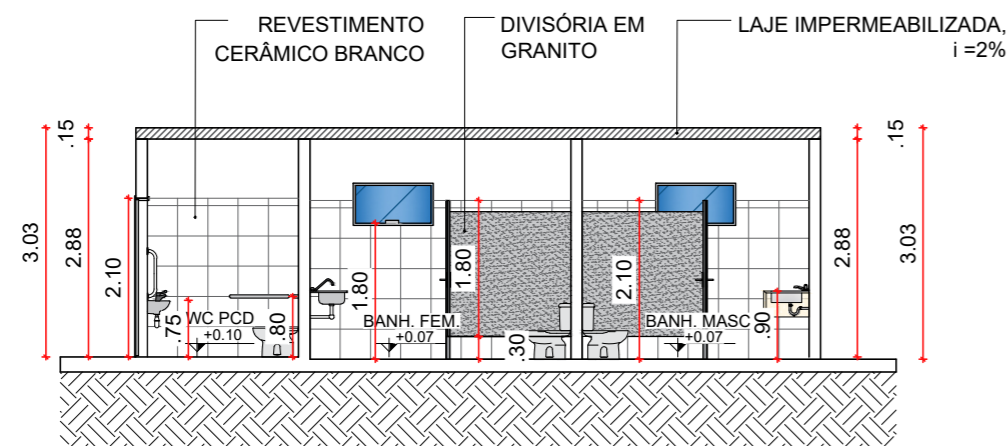 REVESTIMENTO
CERÂMICO BRANCO
DIVISÓRIA EM
GRANITO
LAJE IMPERMEABILIZADA,
i =2%
.15
3.03
2.88
2.10
.75
WC PCD
+0.10
.80
1.80
BANH. FEM.
+0.07
1.80
.30
2.10
BANH. MASC
+0.07
.90
2.88
.15
3.03